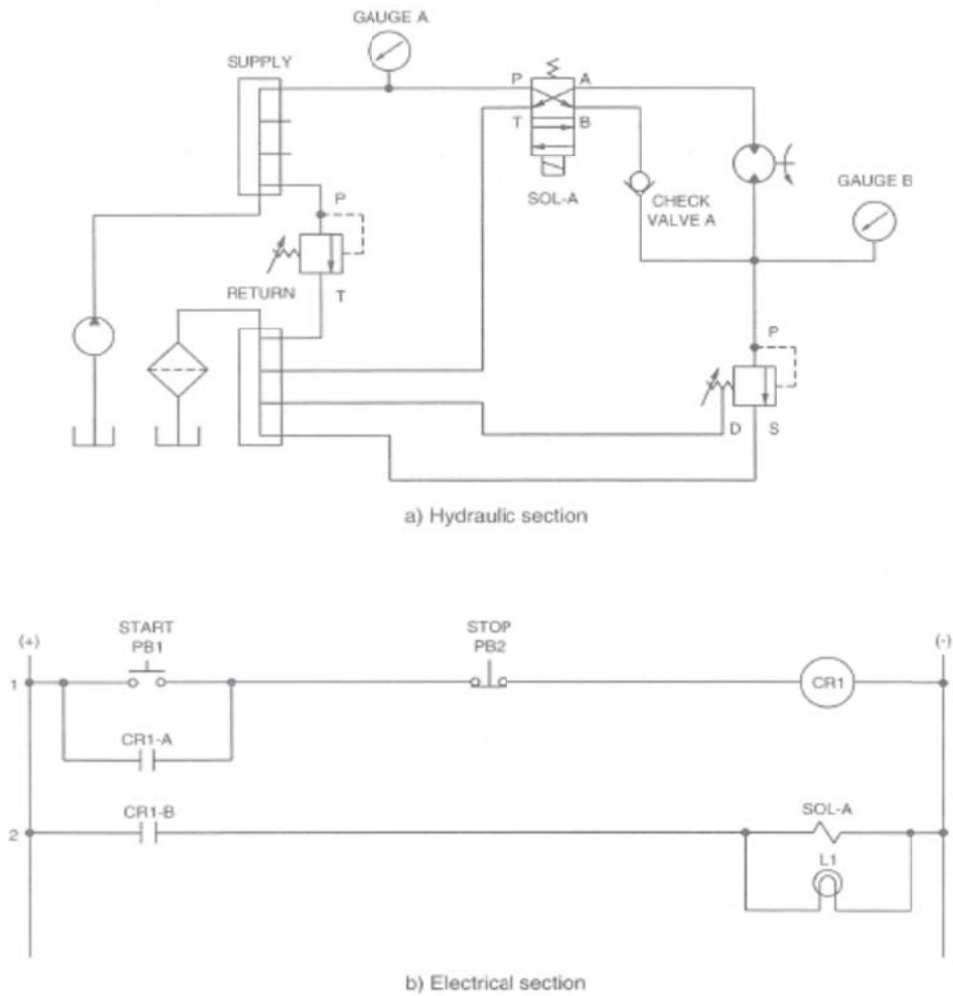 GAUGE A
SUPPLY
P
A
T
B
SOL-A
CHECK
VALVE A
GAUGE B
P
T
RETURN
P
D
S
a) Hydraulic section
(+)
START
PB1
STOP
PB2
(-)
1
CR1
CR1-A
CR1-B
SOL-A
2
L1
b) Electrical section